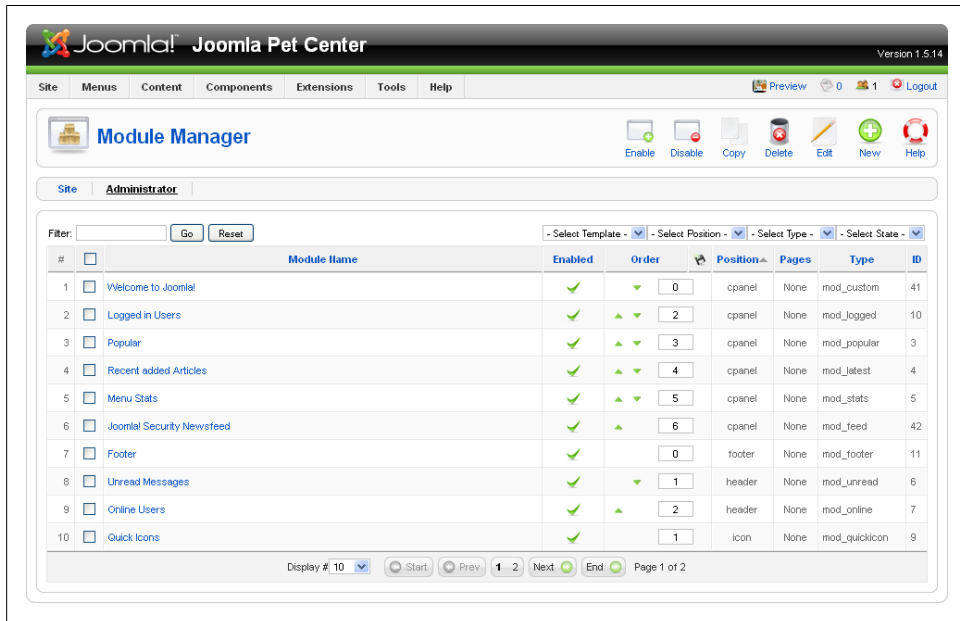 Joomla!™ Joomla Pet Center
Version 1.5.14
Site Menus Content Components Extensions Tools Help Preview 0 1 Logout
Module Manager
Enable Disable Copy Delete Edit New Help
Site Administrator
Filter: Go Reset - Select Template - - Select Position - - Select Type - - Select State -
# Module Name Enabled Order Position Pages Type ID
1 Welcome to Joomla! 0 cpanel None mod_custom 41
2 Logged in Users 2 cpanel None mod_logged 10
3 Popular 3 cpanel None mod_popular 3
4 Recent added Articles 4 cpanel None mod_latest 4
5 Menu Stats 5 cpanel None mod_stats 5
6 Joomla! Security Newsfeed 6 cpanel None mod_feed 42
7 Footer 0 footer None mod_footer 11
8 Unread Messages 1 header None mod_unread 6
9 Online Users 2 header None mod_online 7
10 Quick Icons 1 icon None mod_quickicon 9
Display # 10 Start Prev 1 2 Next End Page 1 of 2